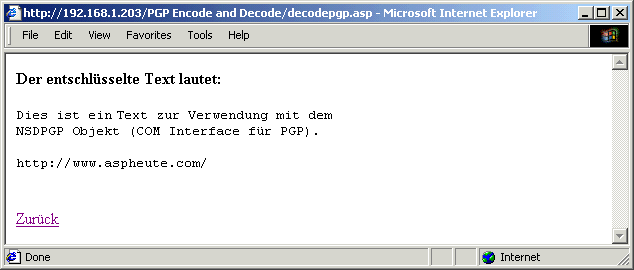 http://192.168.1.203/PGP Encode and Decode/decodepgp.asp - Microsoft Internet Explorer
File Edit View Favorites Tools Help
Der entschlüsselte Text lautet:
Dies ist ein Text zur Verwendung mit dem
NSDPGP Objekt (COM Interface für PGP).
http://www.aspheute.com/
Zurück
Done Internet